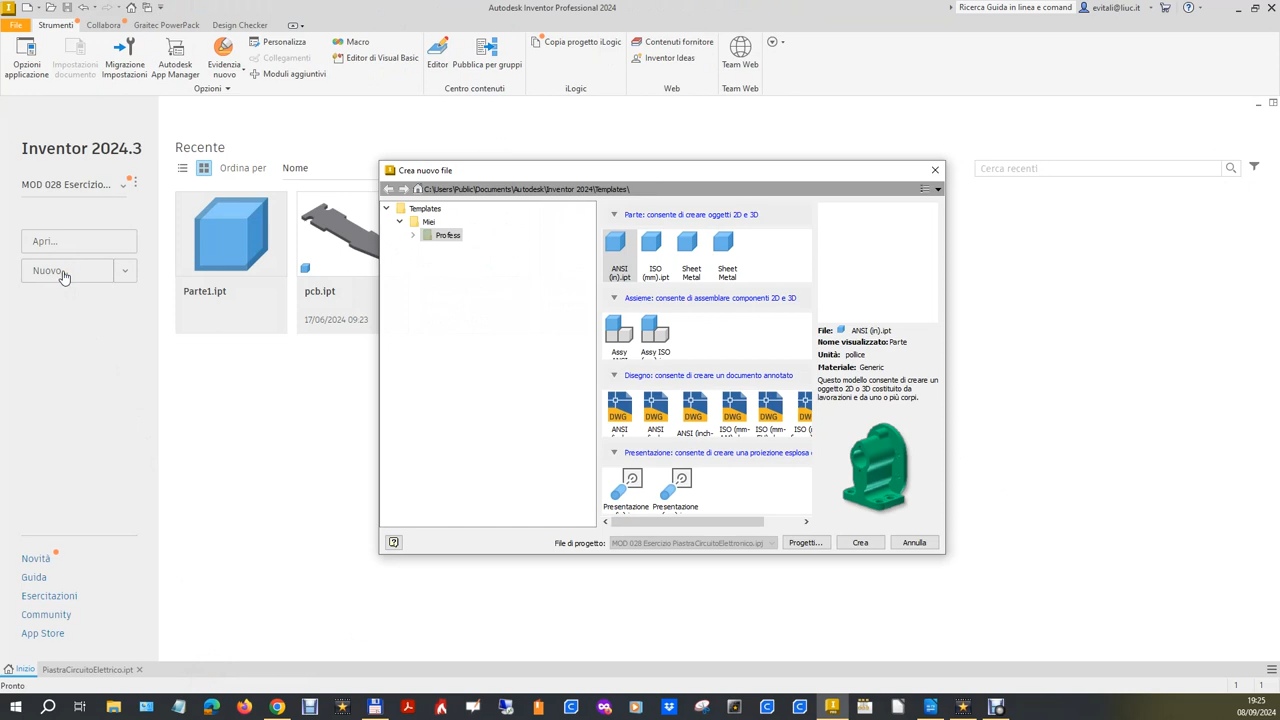 Autodesk Inventor Professional 2024
Ricerca Guida in linea e comand
evitali@liuc.it
File
Strumenti
Collabora
Graitec PowerPack
Design Checker
Opzioni
applicazione
Impostazioni
documento
Migrazione
Impostazioni
Autodesk
App Manager
Evidenzia
nuovo
Personalizza
Collegamenti
Moduli aggiuntivi
Macro
Editor di Visual Basic
Editor
Pubblica per gruppi
Copia progetto iLogic
Contenuti fornitore
Inventor Ideas
Team Web
Opzioni
Centro contenuti
iLogic
Web
Team Web
Inventor 2024.3
MOD 028 Esercizio...
Apri...
Nuovo
Novità
Guida
Esercitazioni
Community
App Store
Recente
Ordina per
Nome
Cerca recenti
Parte1.ipt
pcb.ipt
17/06/2024 09:23
Crea nuovo file
C:\Users\Public\Documents\Autodesk\Inventor 2024\Templates\
Templates
Miei
Profess
Parte: consente di creare oggetti 2D e 3D
ANSI
(in).ipt
ISO
(mm).ipt
Sheet
Metal
Sheet
Metal
Assieme: consente di assemblare componenti 2D e 3D
Assy
Assy ISO
Disegno: consente di creare un documento annotato
DWG
DWG
DWG
DWG
DWG
DWG
ANSI
ANSI
ANSI (inch-
ISO (mm-
ISO (mm-
ISO (
Presentazione: consente di creare una proiezione esplosa
Presentazione
Presentazione
File: ANSI (in).ipt
Nome visualizzato: Parte
Unità: pollice
Materiale: Generic
Questo modello consente di creare un
oggetto 2D o 3D costituito da
lavorazioni e da uno o più corpi.
File di progetto:
MOD 028 Esercizio PiastraCircuitoElettronico.ipj
Progetti...
Crea
Annulla
Inizio
PiastraCircuitoElettrico.ipt
Pronto
1
1
19:25
08/09/2024